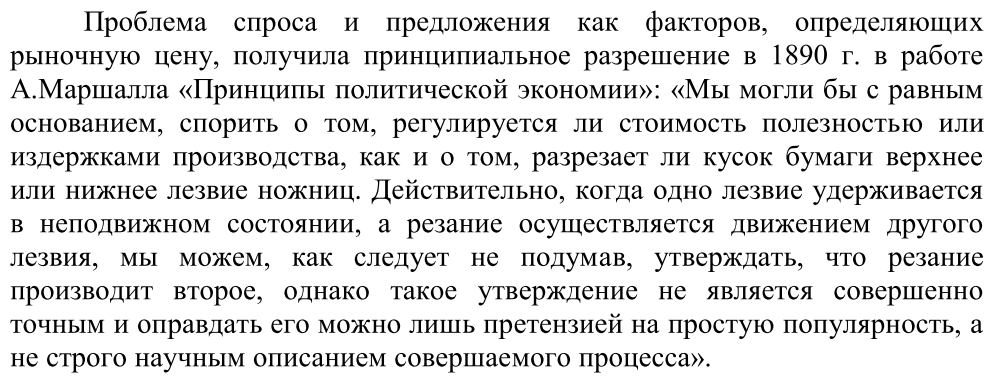 Проблема спроса и предложения как факторов, определяющих
рыночную цену, получила принципиальное разрешение в 1890 г. в работе
А.Маршалла «Принципы политической экономии»: «Мы могли бы с равным
основанием, спорить о том, регулируется ли стоимость полезностью или
издержками производства, как и о том, разрезает ли кусок бумаги верхнее
или нижнее лезвие ножниц. Действительно, когда одно лезвие удерживается
в неподвижном состоянии, а резание осуществляется движением другого
лезвия, мы можем, как следует не подумав, утверждать, что резание
производит второе, однако такое утверждение не является совершенно
точным и оправдать его можно лишь претензией на простую популярность, а
не строго научным описанием совершаемого процесса».